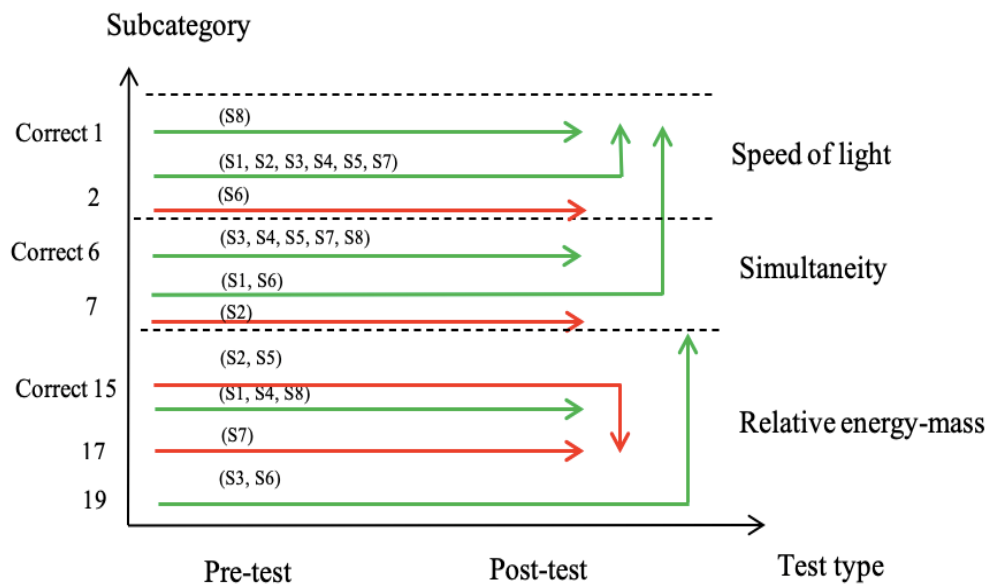 Subcategory
Correct 1
(S8)
(S1, S2, S3, S4, S5, S7)
Speed of light
2
(S6)
Correct 6
(S3, S4, S5, S7, S8)
Simultaneity
(S1, S6)
7
(S2)
(S2, S5)
Correct 15
(S1, S4, S8)
Relative energy-mass
(S7)
17
(S3, S6)
19
Pre-test
Post-test
Test type